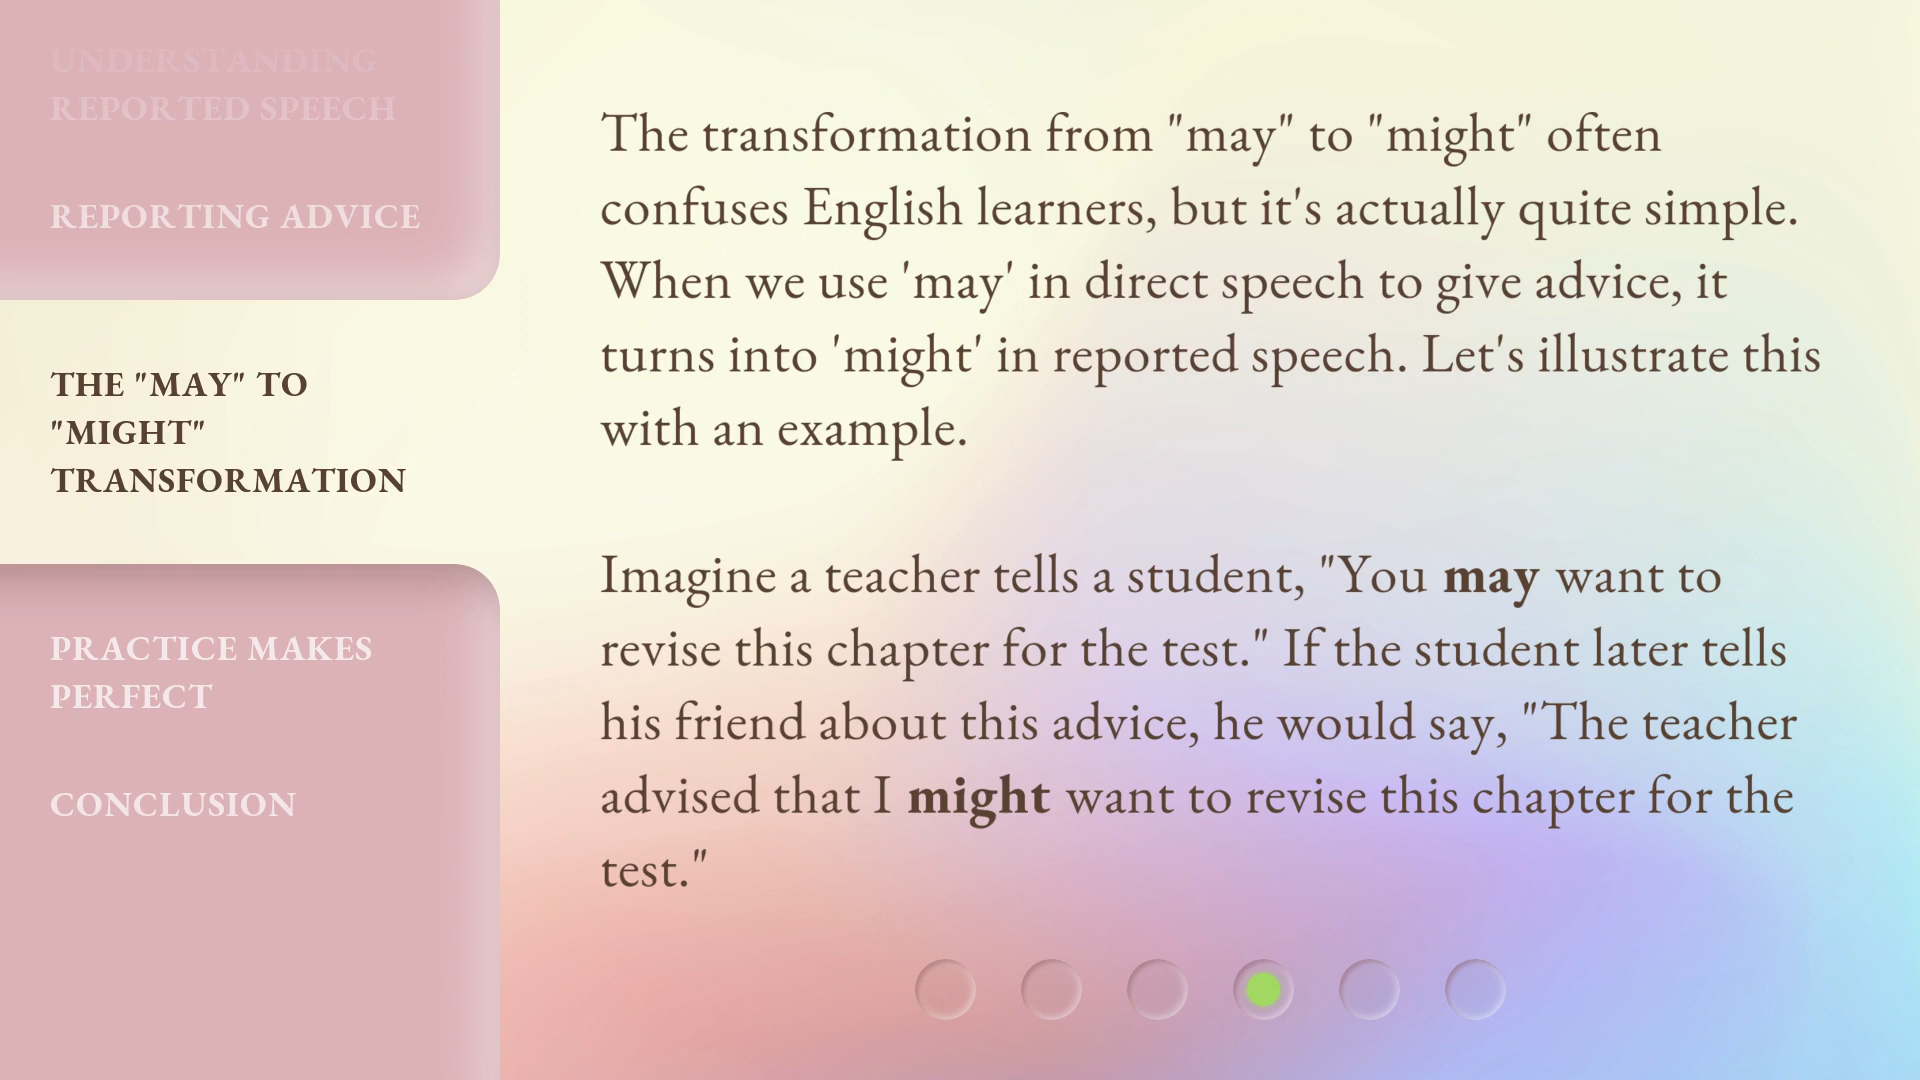 UNDERSTANDING
REPORTED SPEECH
REPORTING ADVICE
THE "MAY" TO
"MIGHT"
TRANSFORMATION
PRACTICE MAKES
PERFECT
CONCLUSION
The transformation from "may" to "might" often
confuses English learners, but it's actually quite simple.
When we use 'may' in direct speech to give advice, it
turns into 'might' in reported speech. Let's illustrate this
with an example.
Imagine a teacher tells a student, "You may want to
revise this chapter for the test." If the student later tells
his friend about this advice, he would say, "The teacher
advised that I might want to revise this chapter for the
test."